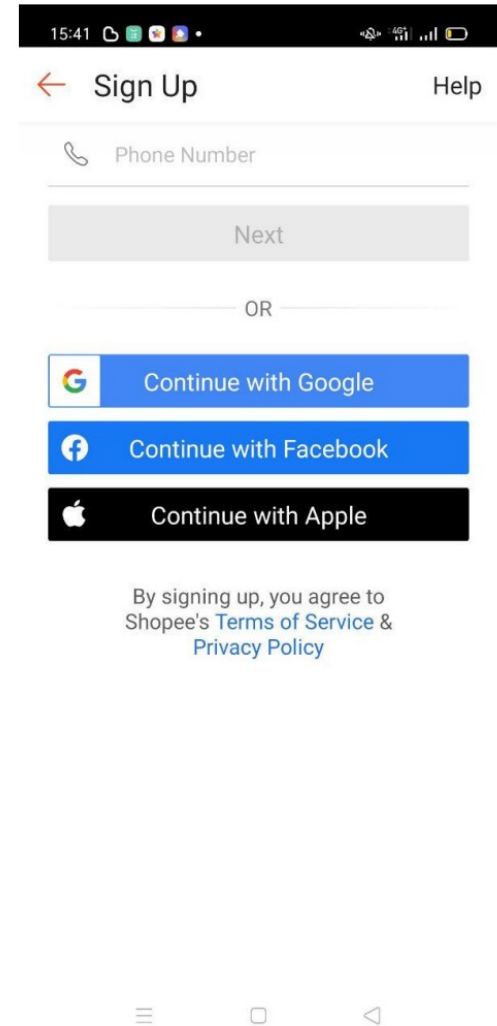 15:41
Sign Up
Help
Phone Number
Next
OR
Continue with Google
Continue with Facebook
Continue with Apple
By signing up, you agree to
Shopee's Terms of Service &
Privacy Policy